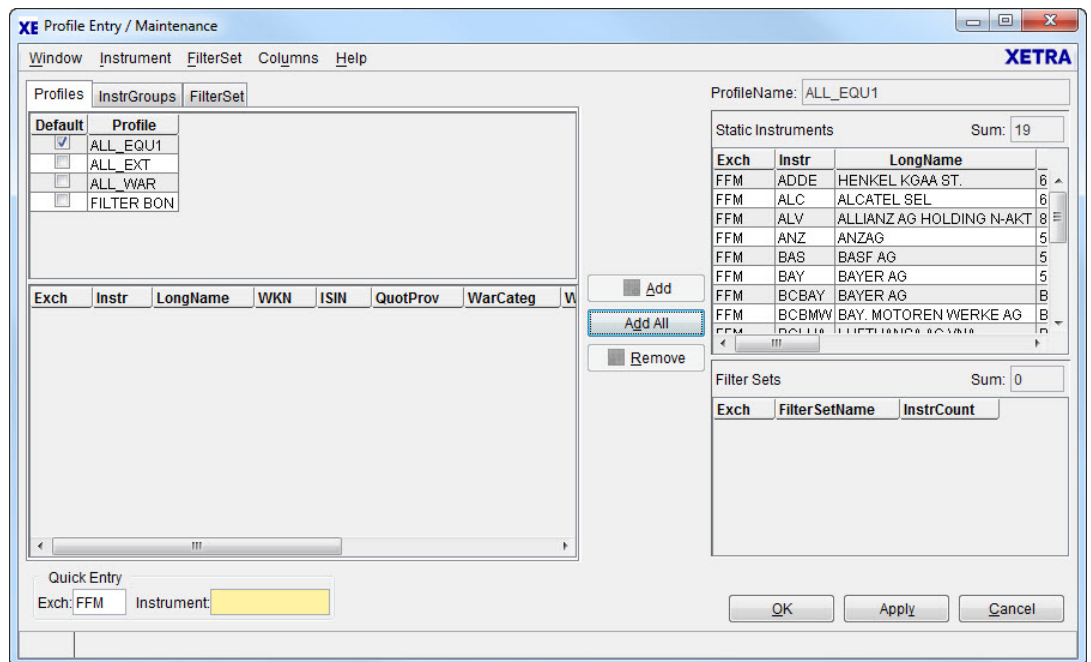 XE Profile Entry / Maintenance
Window Instrument FilterSet Columns Help
XETRA
Profiles InstrGroups FilterSet
Default Profile
ALL_EQU1
ALL_EXT
ALL_WAR
FILTER BON
Exch Instr LongName WKN ISIN QuotProv WarCateg W
Add
Add All
Remove
ProfileName: ALL_EQU1
Static Instruments Sum: 19
Exch Instr LongName
FFM ADDE HENKEL KGAA ST. 6
FFM ALC ALCATEL SEL 6
FFM ALV ALLIANZ AG HOLDING N-AKT 8
FFM ANZ ANZAG 5
FFM BAS BASF AG 5
FFM BAY BAYER AG 5
FFM BCBAY BAYER AG B
FFM BCBMW BAY. MOTOREN WERKE AG B
Filter Sets Sum: 0
Exch FilterSetName InstrCount
Quick Entry
Exch: FFM Instrument:
OK Apply Cancel